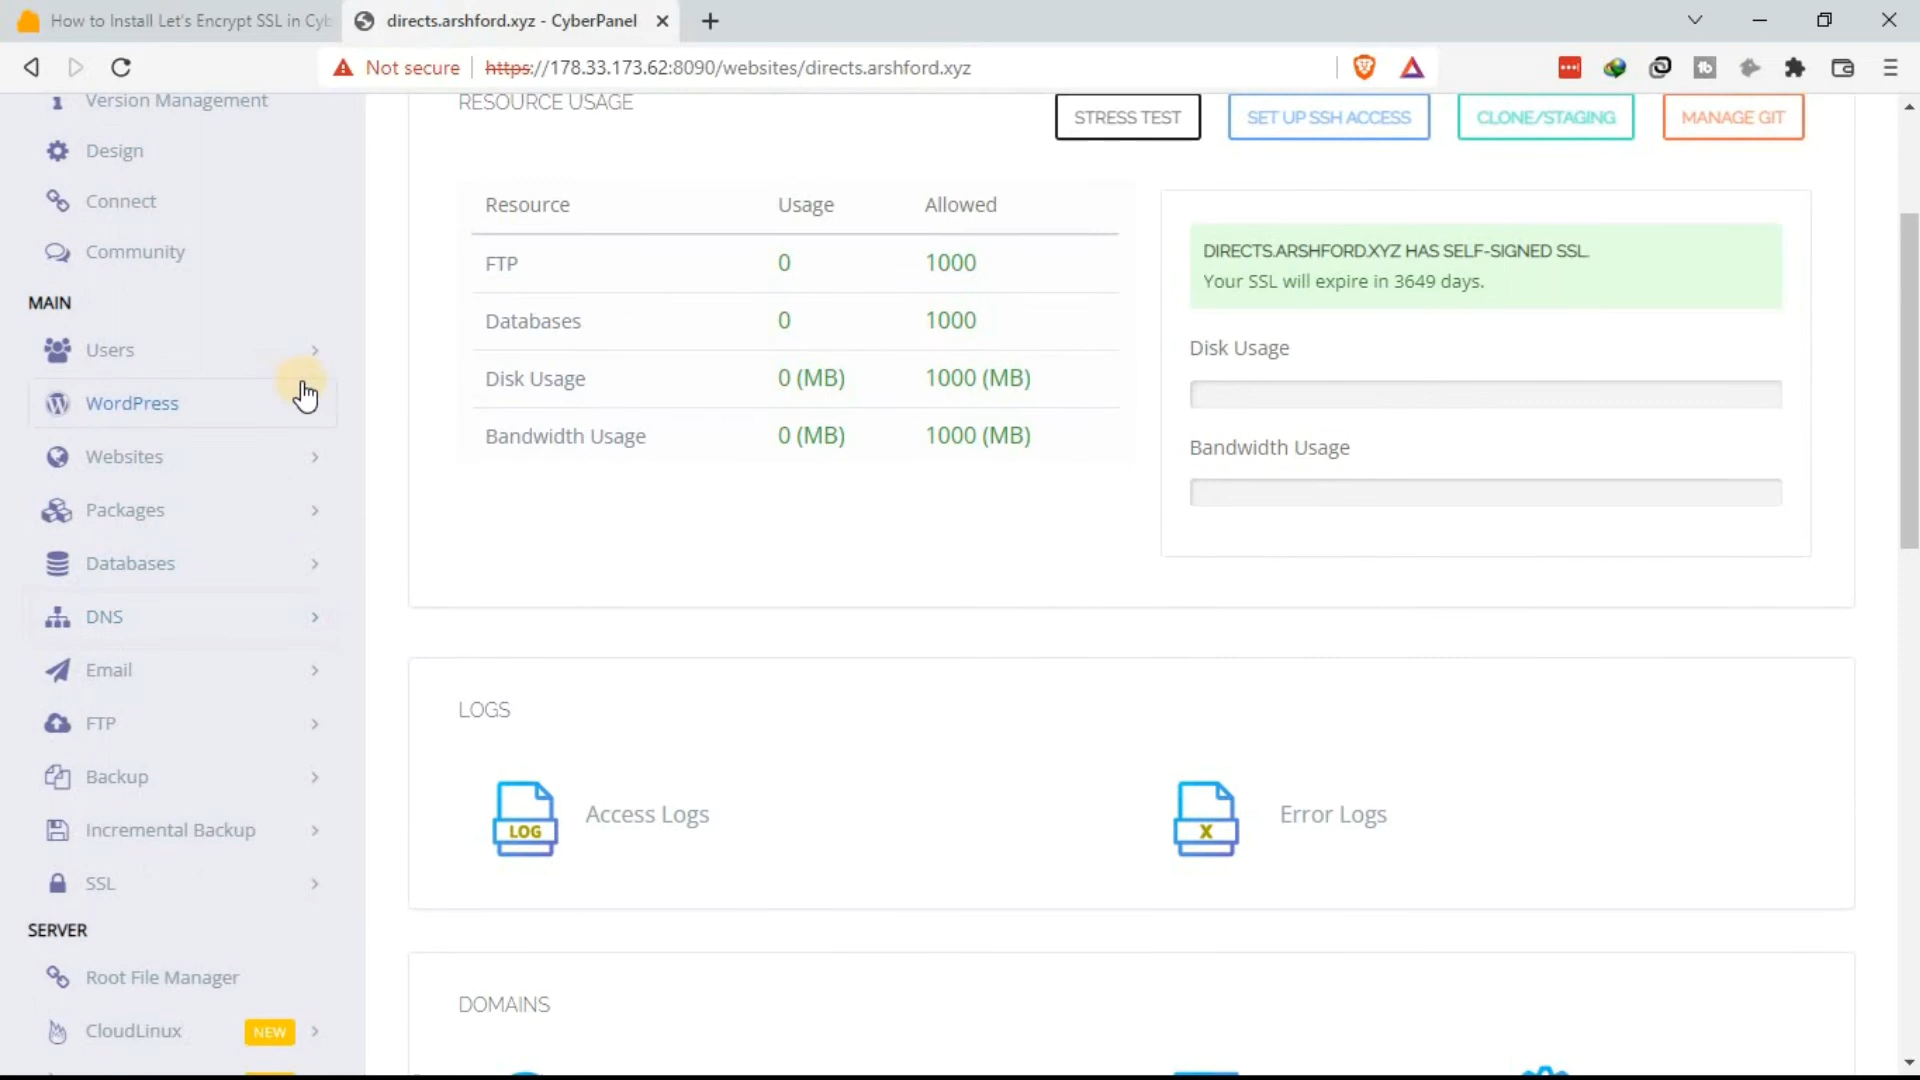 How to Install Let's Encrypt SSL in Cyb
directs.arshford.xyz - CyberPanel
Not secure
https://178.33.173.62:8090/websites/directs.arshford.xyz
Version Management
Design
Connect
Community
MAIN
Users
WordPress
Websites
Packages
Databases
DNS
Email
FTP
Backup
Incremental Backup
SSL
SERVER
Root File Manager
CloudLinux NEW
RESOURCE USAGE
STRESS TEST
SET UP SSH ACCESS
CLONE/STAGING
MANAGE GIT
Resource Usage Allowed
FTP 0 1000
Databases 0 1000
Disk Usage 0 (MB) 1000 (MB)
Bandwidth Usage 0 (MB) 1000 (MB)
DIRECTS.ARSHFORD.XYZ HAS SELF-SIGNED SSL.
Your SSL will expire in 3649 days.
Disk Usage
Bandwidth Usage
LOGS
LOG
Access Logs
X
Error Logs
DOMAINS